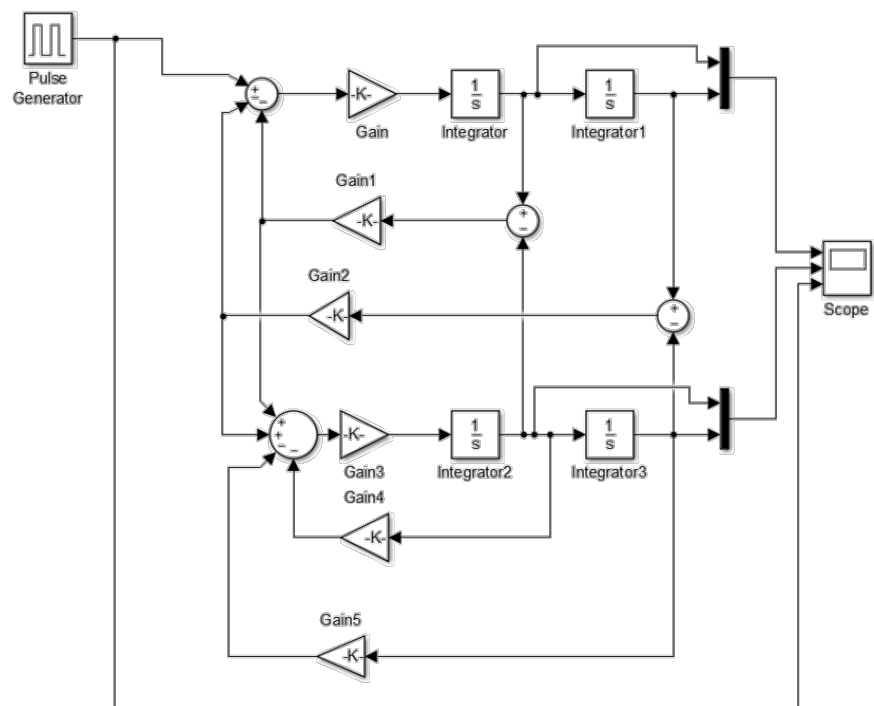 Pulse
Generator
+
−
−
-K-
Gain
1
s
Integrator
1
s
Integrator1
Gain1
-K-
+
−
Gain2
-K-
+
−
Scope
+
+
−
−
-K-
Gain3
1
s
Integrator2
1
s
Integrator3
Gain4
-K-
Gain5
-K-